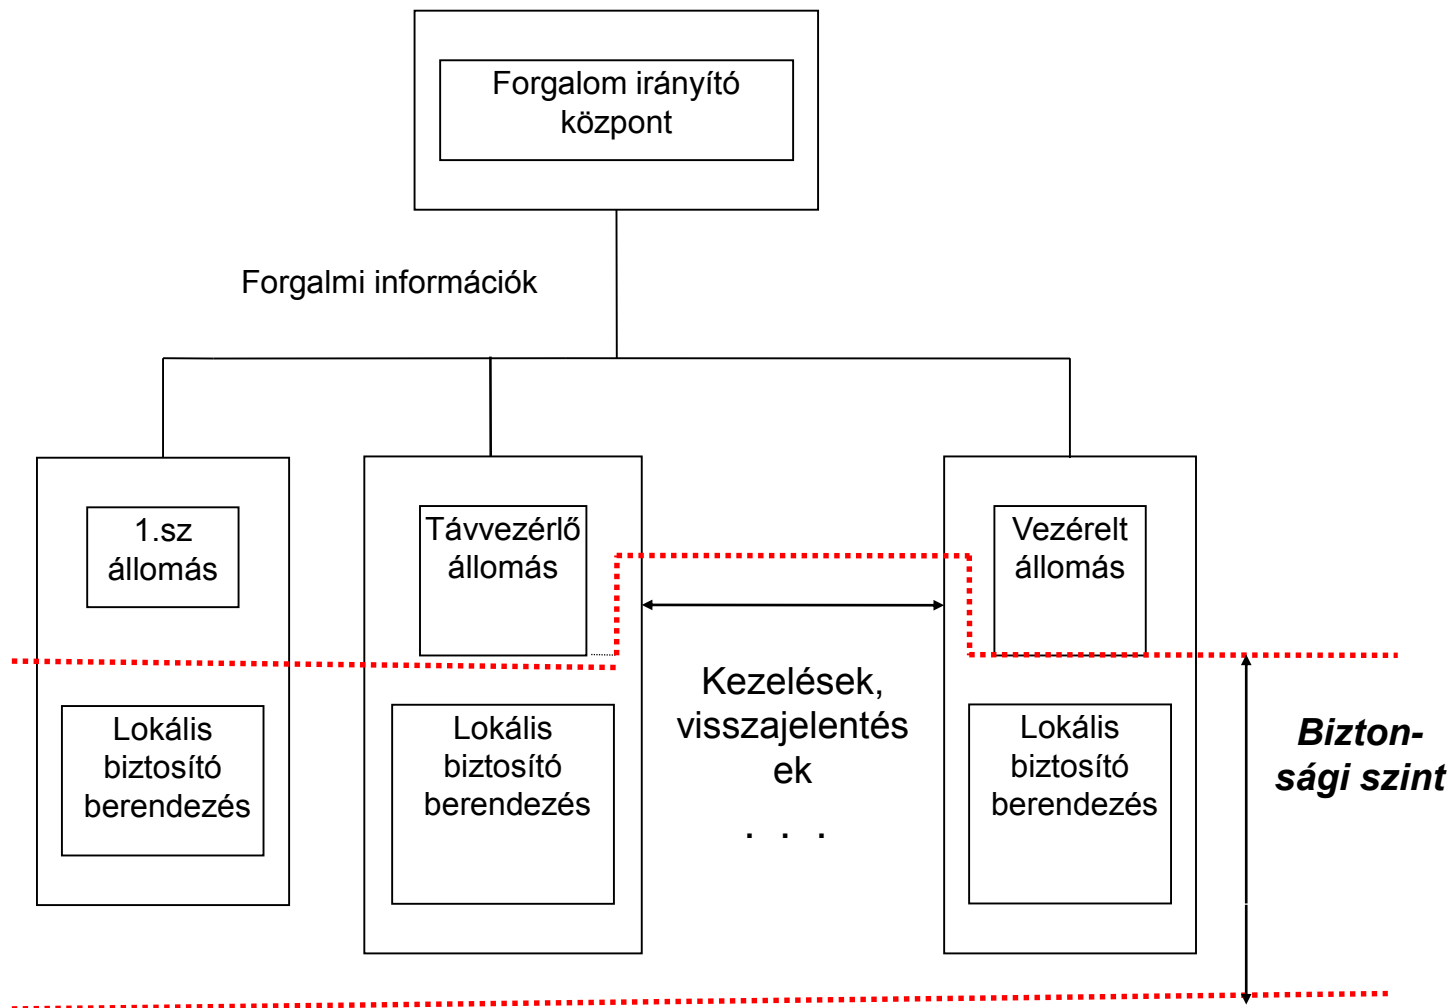 Forgalom irányító
központ
Forgalmi információk
1.sz
állomás
Távvezérlő
állomás
Vezérelt
állomás
Kezelések,
visszajelentés
ek
. . .
Lokális
biztosító
berendezés
Lokális
biztosító
berendezés
Lokális
biztosító
berendezés
Bizton-
sági szint